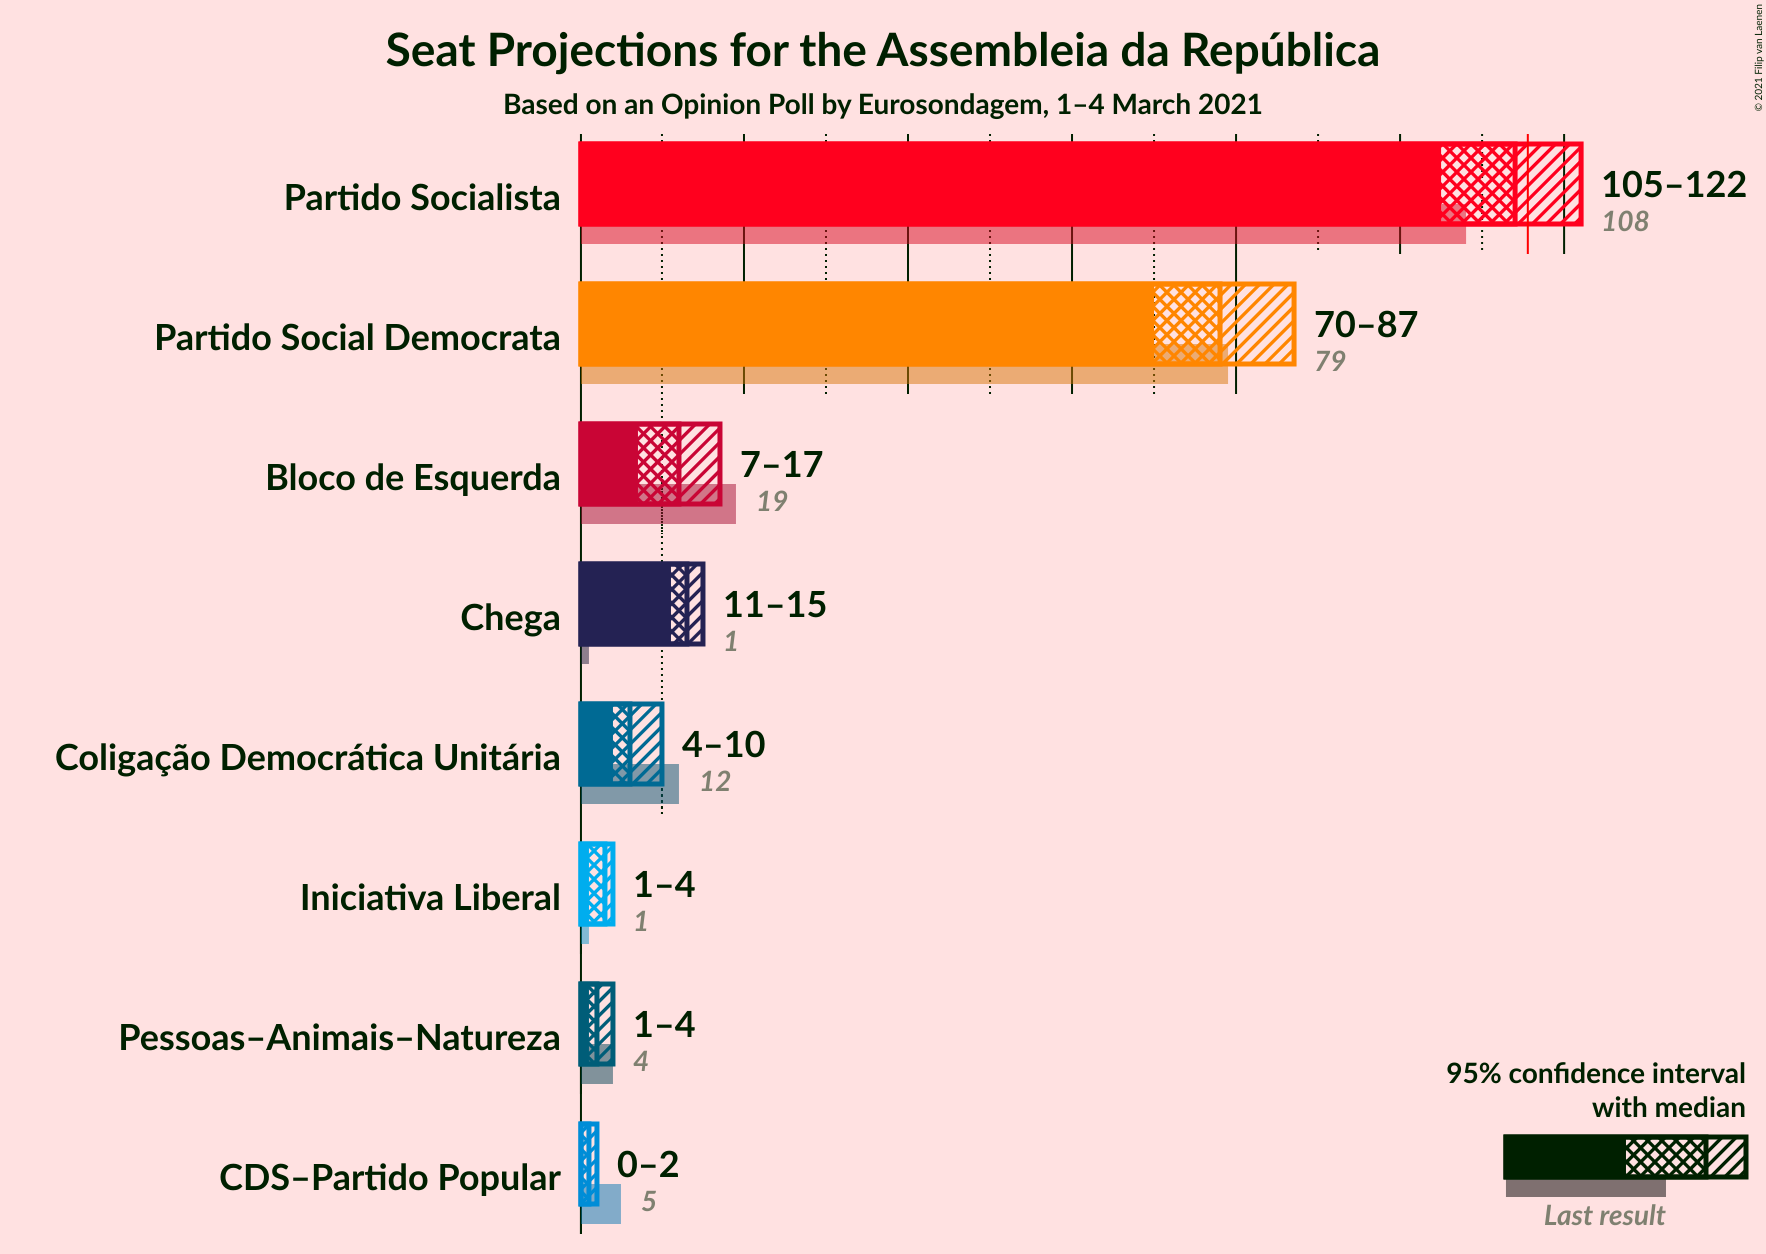 Seat Projections for the Assembleia da República
Based on an Opinion Poll by Eurosondagem, 1–4 March 2021
© 2021 Filip van Laenen
Partido Socialista
105–122
108
Partido Social Democrata
70–87
79
Bloco de Esquerda
7–17
19
Chega
11–15
1
Coligação Democrática Unitária
4–10
12
Iniciativa Liberal
1–4
1
Pessoas–Animais–Natureza
1–4
4
CDS–Partido Popular
0–2
5
95% confidence interval
with median
Last result